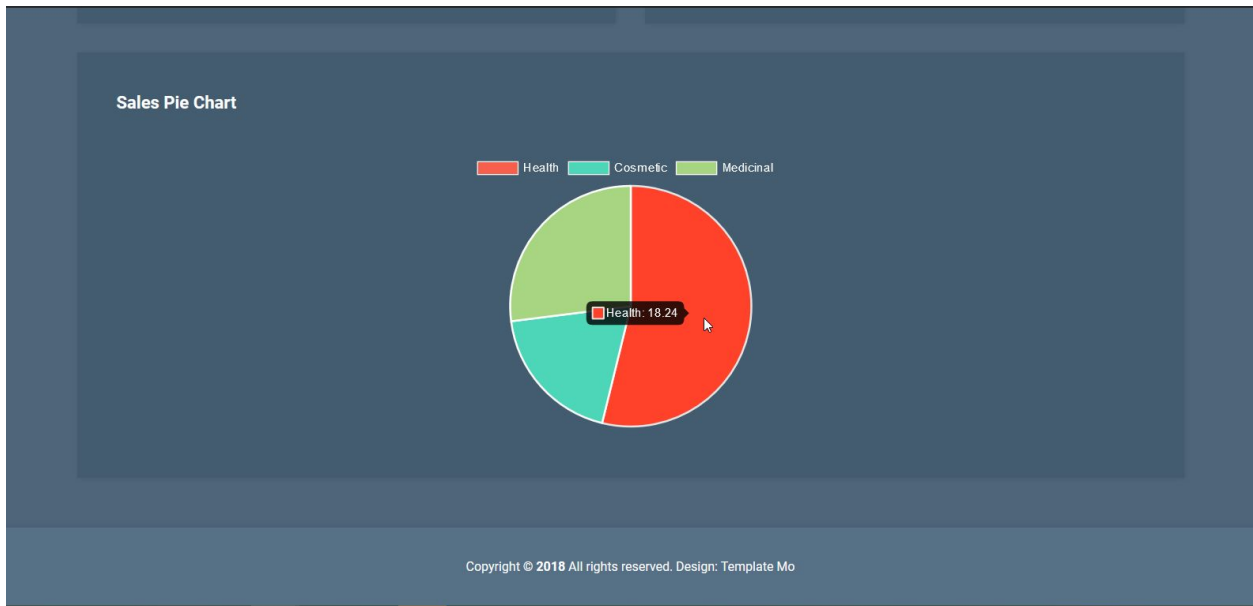 Sales Pie Chart
Health Cosmetic Medicinal
Health: 18.24
Copyright © 2018 All rights reserved. Design: Template Mo